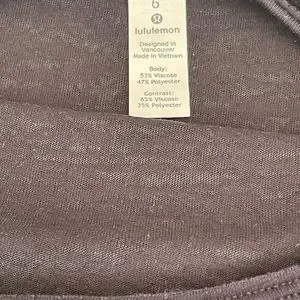 6
lululemon
Designed in
Vancouver
Made in Vietnam
Body:
53% Viscose
47% Polyester
Contrast:
65% Viscose
35% Polyester